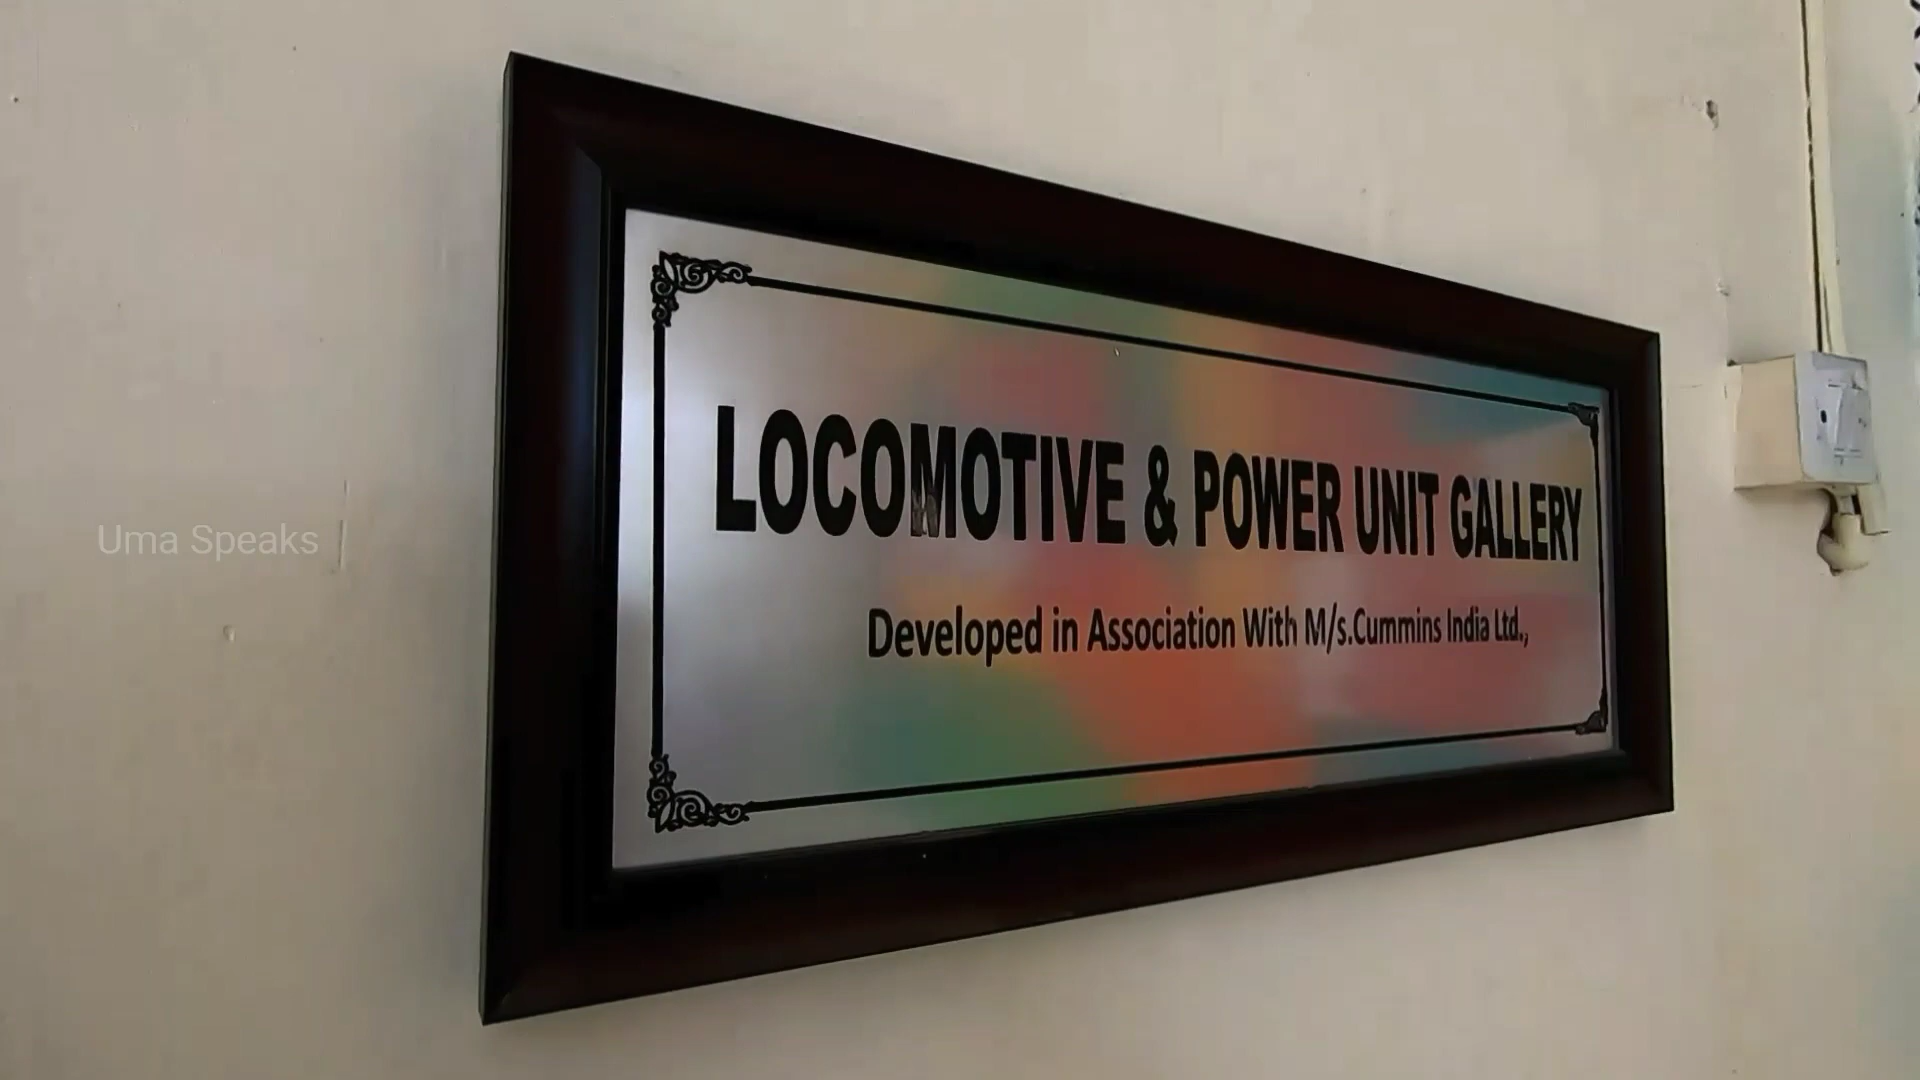 LOCOMOTIVE & POWER UNIT GALLERY
Developed in Association With M/s.Cummins India Ltd.,
Uma Speaks